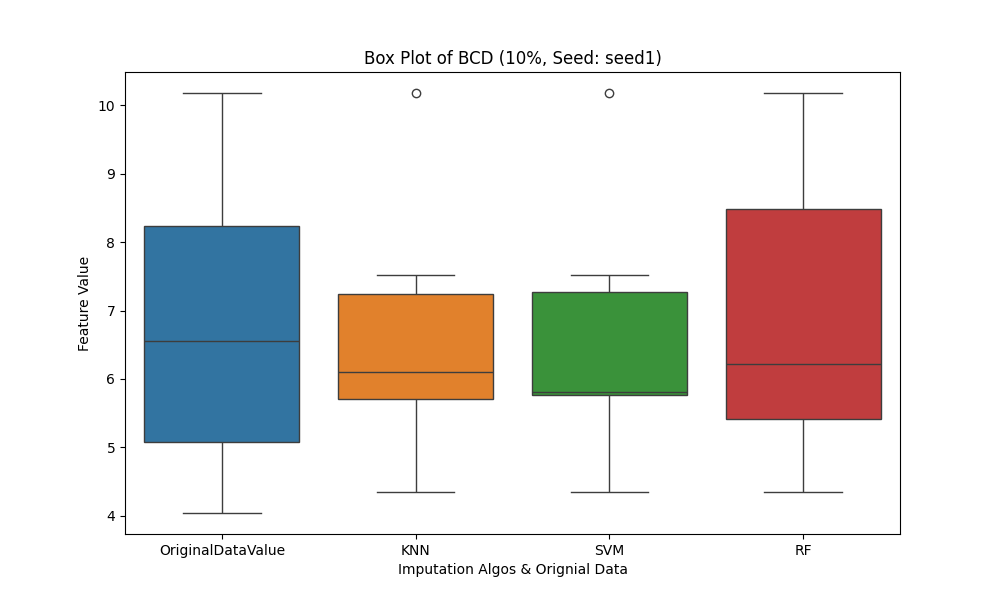 Box Plot of BCD (10%, Seed: seed1)
10
9
8
7
6
5
4
Feature Value
OriginalDataValue KNN SVM RF
Imputation Algos & Orignial Data